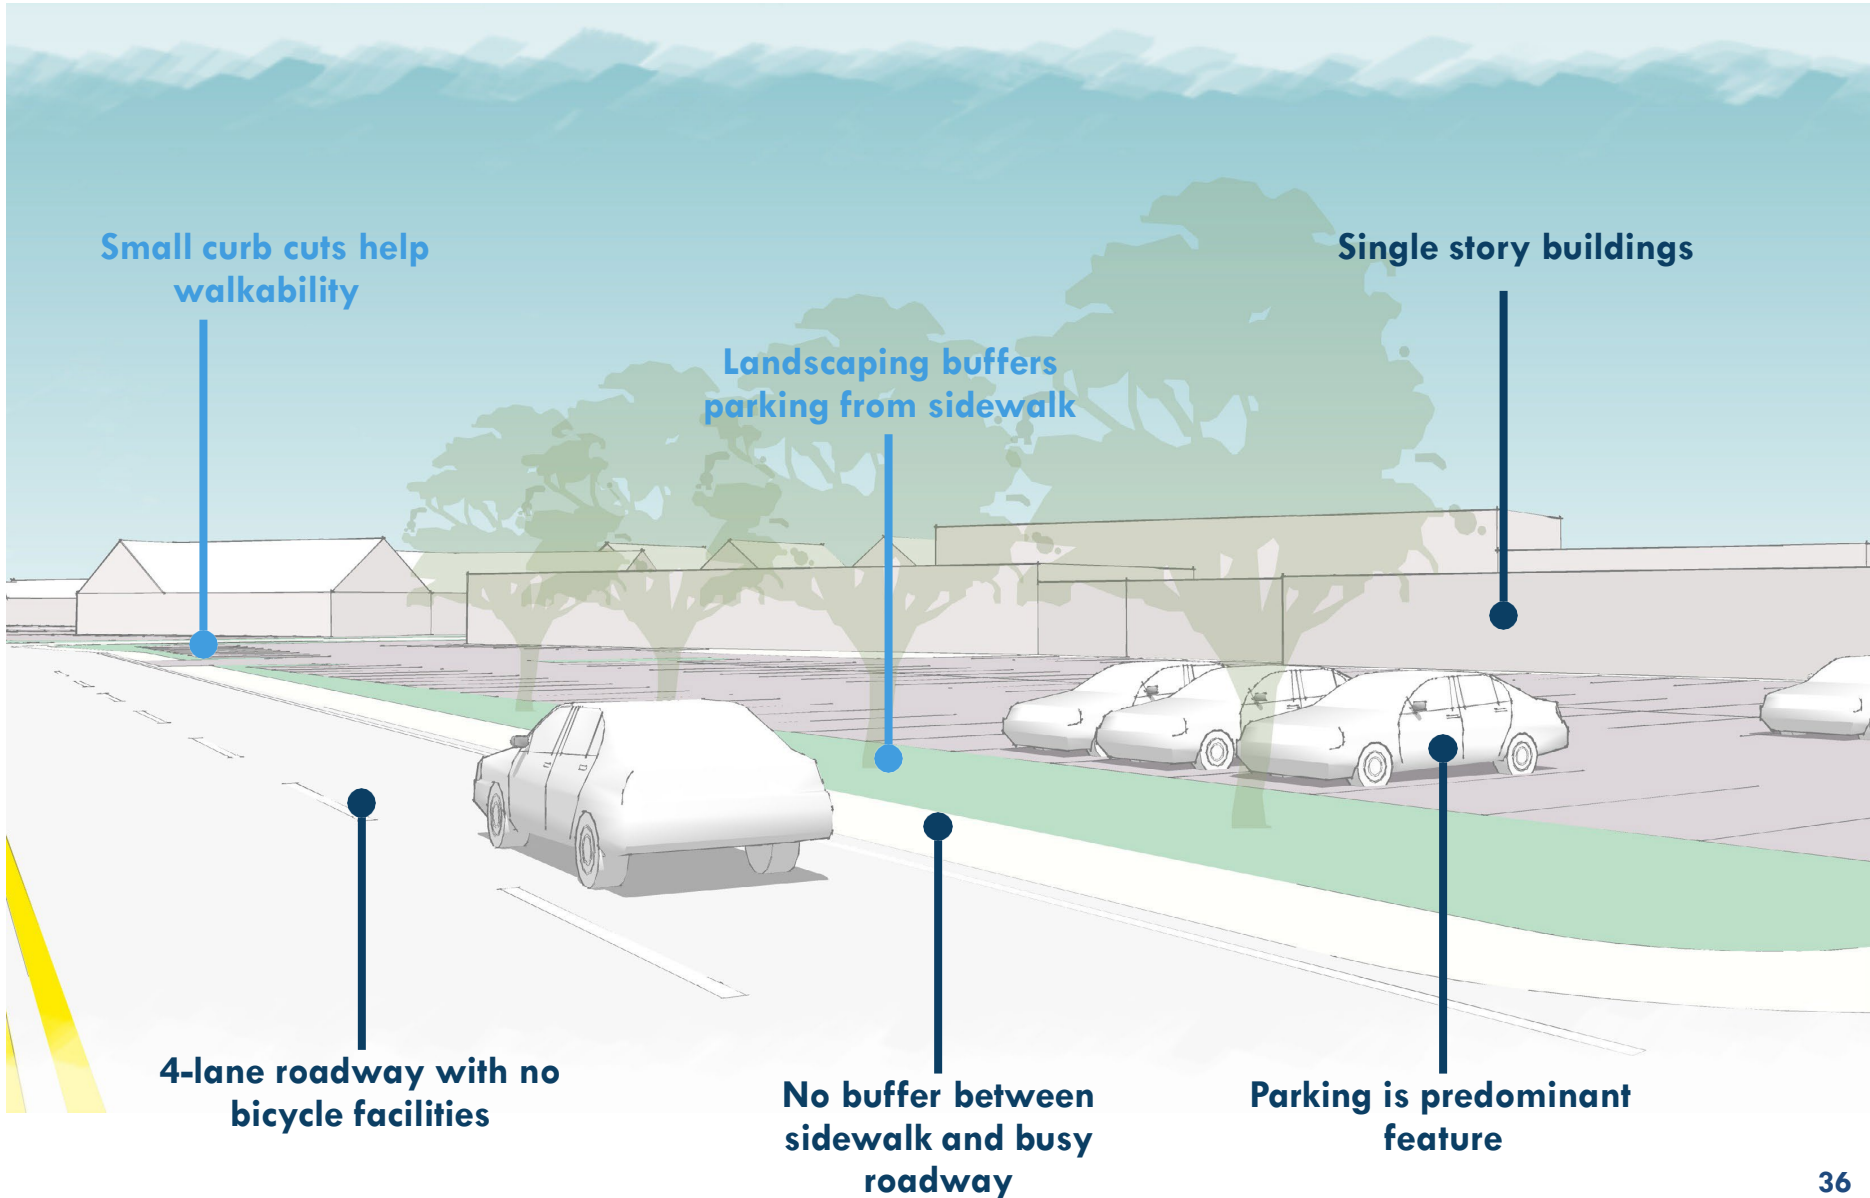 Small curb cuts help
walkability
Single story buildings
Landscaping buffers
parking from sidewalk
4-lane roadway with no
bicycle facilities
No buffer between
sidewalk and busy
roadway
Parking is predominant
feature
36